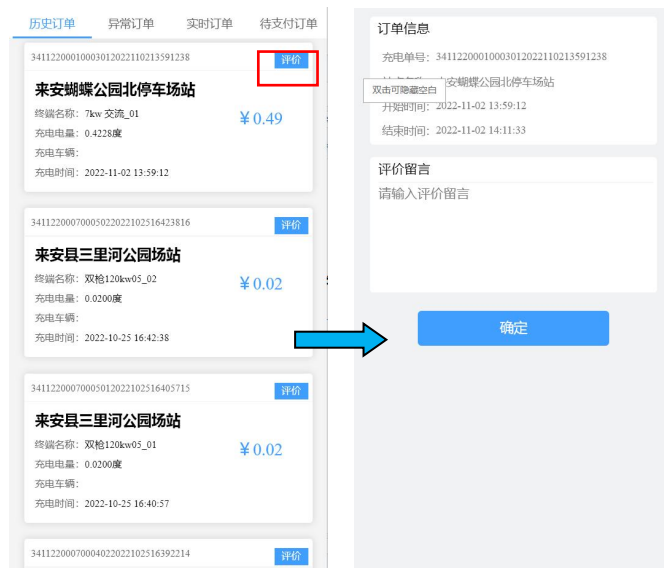 历史订单 异常订单 实时订单 待支付订单
34112200010003012022110213591238 评价
来安蝴蝶公园北停车场站
终端名称：7kw 交流_01
￥0.49
充电电量：0.4228度
充电车辆：
充电时间：2022-11-02 13:59:12
3411220007000502202210251642​3816 评价
来安县三里河公园场站
终端名称：双枪120kw05_02
￥0.02
充电电量：0.0200度
充电车辆：
充电时间：2022-10-25 16:42:38
3411220007000501202210251640​5715 评价
来安县三里河公园场站
终端名称：双枪120kw05_01
￥0.02
充电电量：0.0200度
充电车辆：
充电时间：2022-10-25 16:40:57
3411220007000402202210251639​2214 评价
订单信息
充电单号：34112200010003012022110213591238
来安蝴蝶公园北停车场站
双击可隐藏空白
开始时间：2022-11-02 13:59:12
结束时间：2022-11-02 14:11:33
评价留言
请输入评价留言
确定